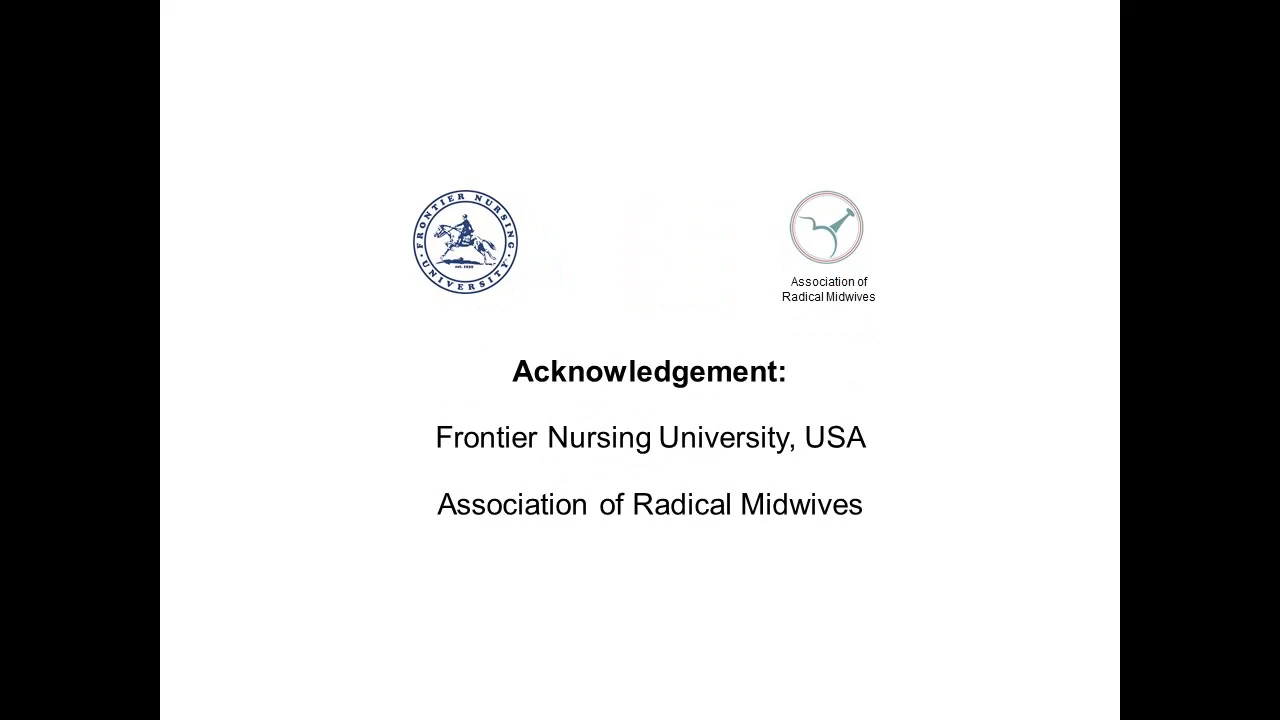 FRONTIER NURSING
UNIVERSITY
Association of
Radical Midwives
Acknowledgement:
Frontier Nursing University, USA
Association of Radical Midwives